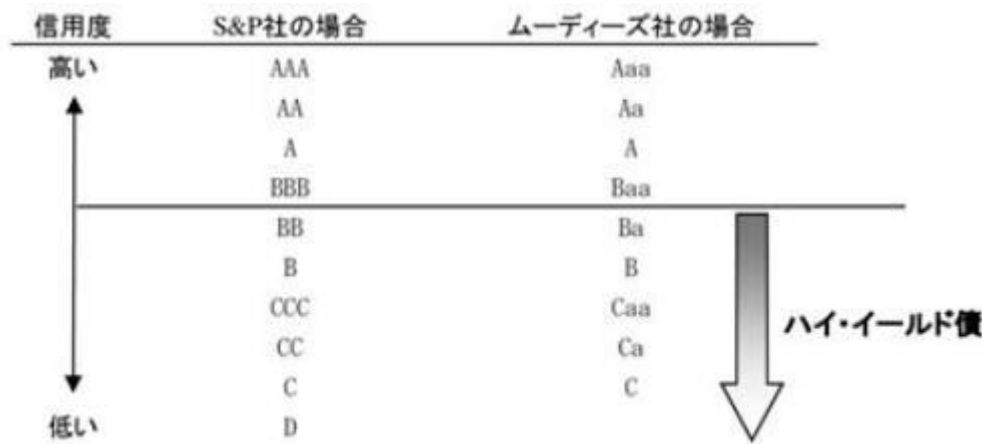 信用度 S&P社の場合 ムーディーズ社の場合
高い AAA Aaa
AA Aa
A A
BBB Baa
BB Ba
B B
CCC Caa
ハイ・イールド債
CC Ca
C C
低い D